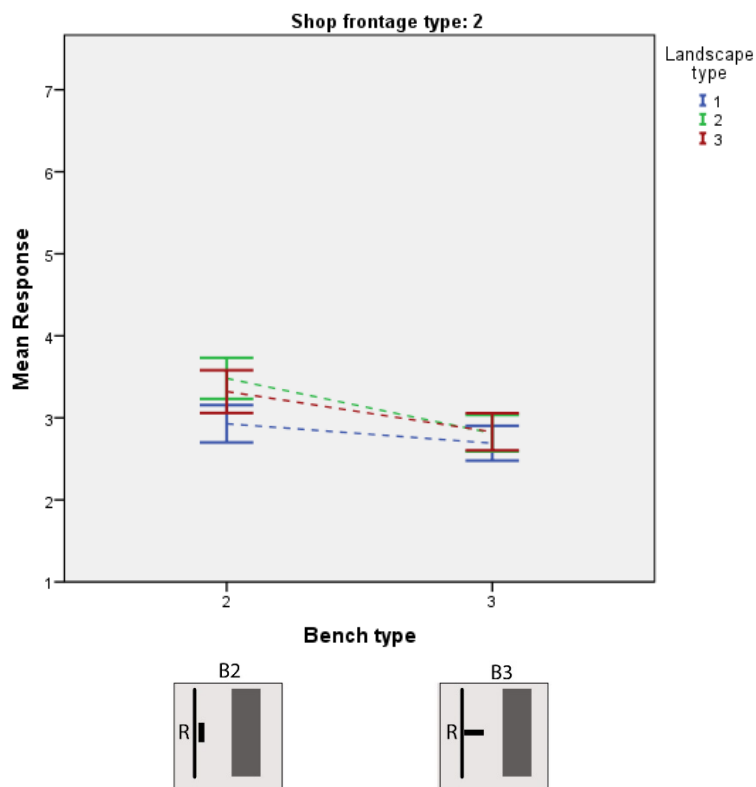 Shop frontage type: 2
Landscape
type
1
2
3
Mean Response
7
6
5
4
3
2
1
2
3
Bench type
B2
B3
R
R